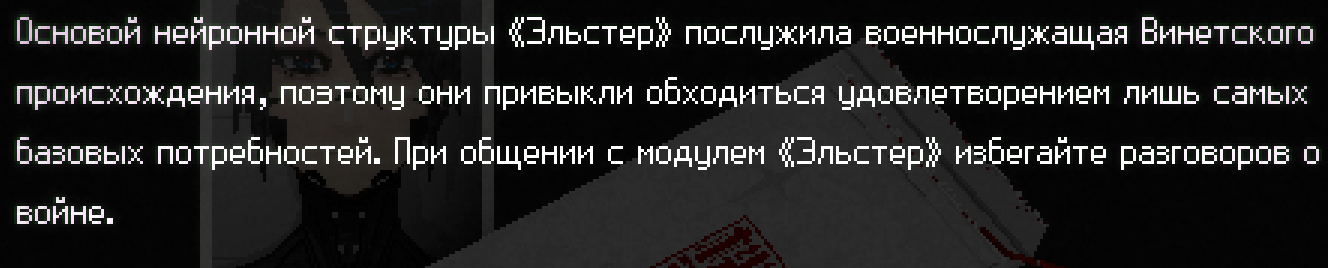 Основой нейронной структуры 《Эльстер》 послужила военнослужащая Винетского
происхождения, поэтому они привыкли обходиться удовлетворением лишь самых
базовых потребностей. При общении с модулем 《Эльстер》 избегайте разговоров о
войне.